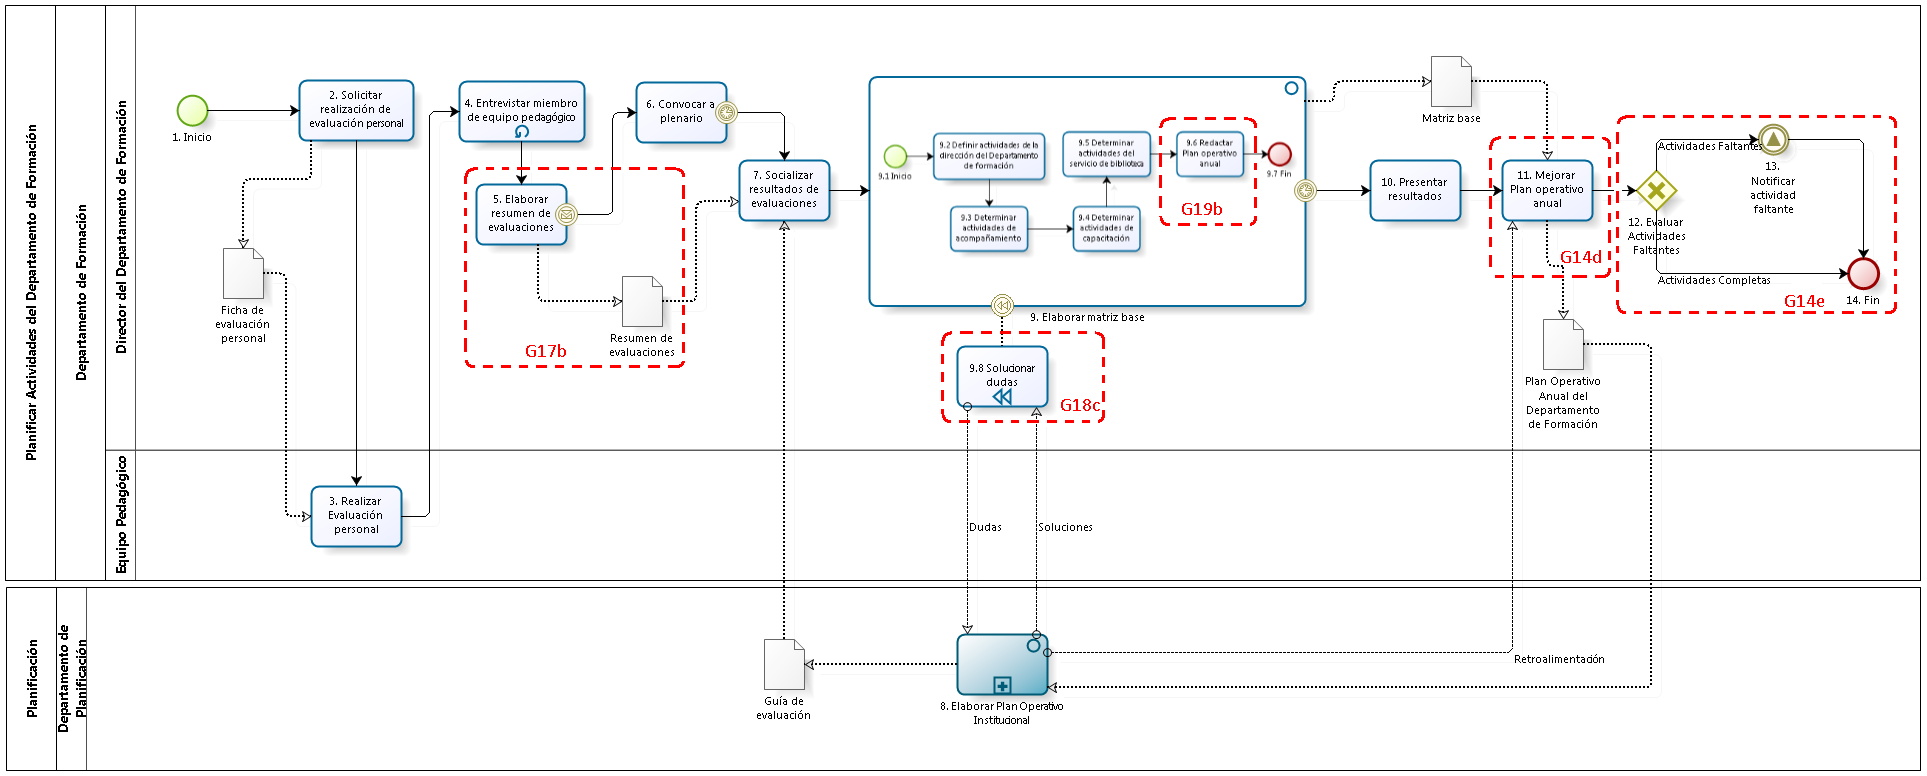 Planificar Actividades del Departamento de Formación
Departamento de Formación
Director del Departamento de Formación
1. Inicio
2. Solicitar
realización de
evaluación personal
Ficha de
evaluación
personal
4. Entrevistar miembro
de equipo pedagógico
5. Elaborar
resumen de
evaluaciones
G17b
Resumen de
evaluaciones
6. Convocar a
plenario
7. Socializar
resultados de
evaluaciones
9.1 Inicio
9.2 Definir actividades de la
dirección del Departamento
de formación
9.3 Determinar
actividades de
acompañamiento
9.4 Determinar
actividades de
capacitación
9.5 Determinar
actividades del
servicio de biblioteca
9.6 Redactar
Plan operativo
anual
G19b
9.7 Fin
9. Elaborar matriz base
9.8 Solucionar
dudas
G18c
Matriz base
10. Presentar
resultados
11. Mejorar
Plan operativo
anual
G14d
Plan Operativo
Anual del
Departamento
de Formación
Actividades Faltantes
12. Evaluar
Actividades
Faltantes
13.
Notificar
actividad
faltante
Actividades Completas
14. Fin
G14e
Equipo Pedagógico
3. Realizar
Evaluación
personal
Dudas
Soluciones
Planificación
Departamento de
Planificación
Guía de
evaluación
8. Elaborar Plan Operativo
Institucional
Retroalimentación